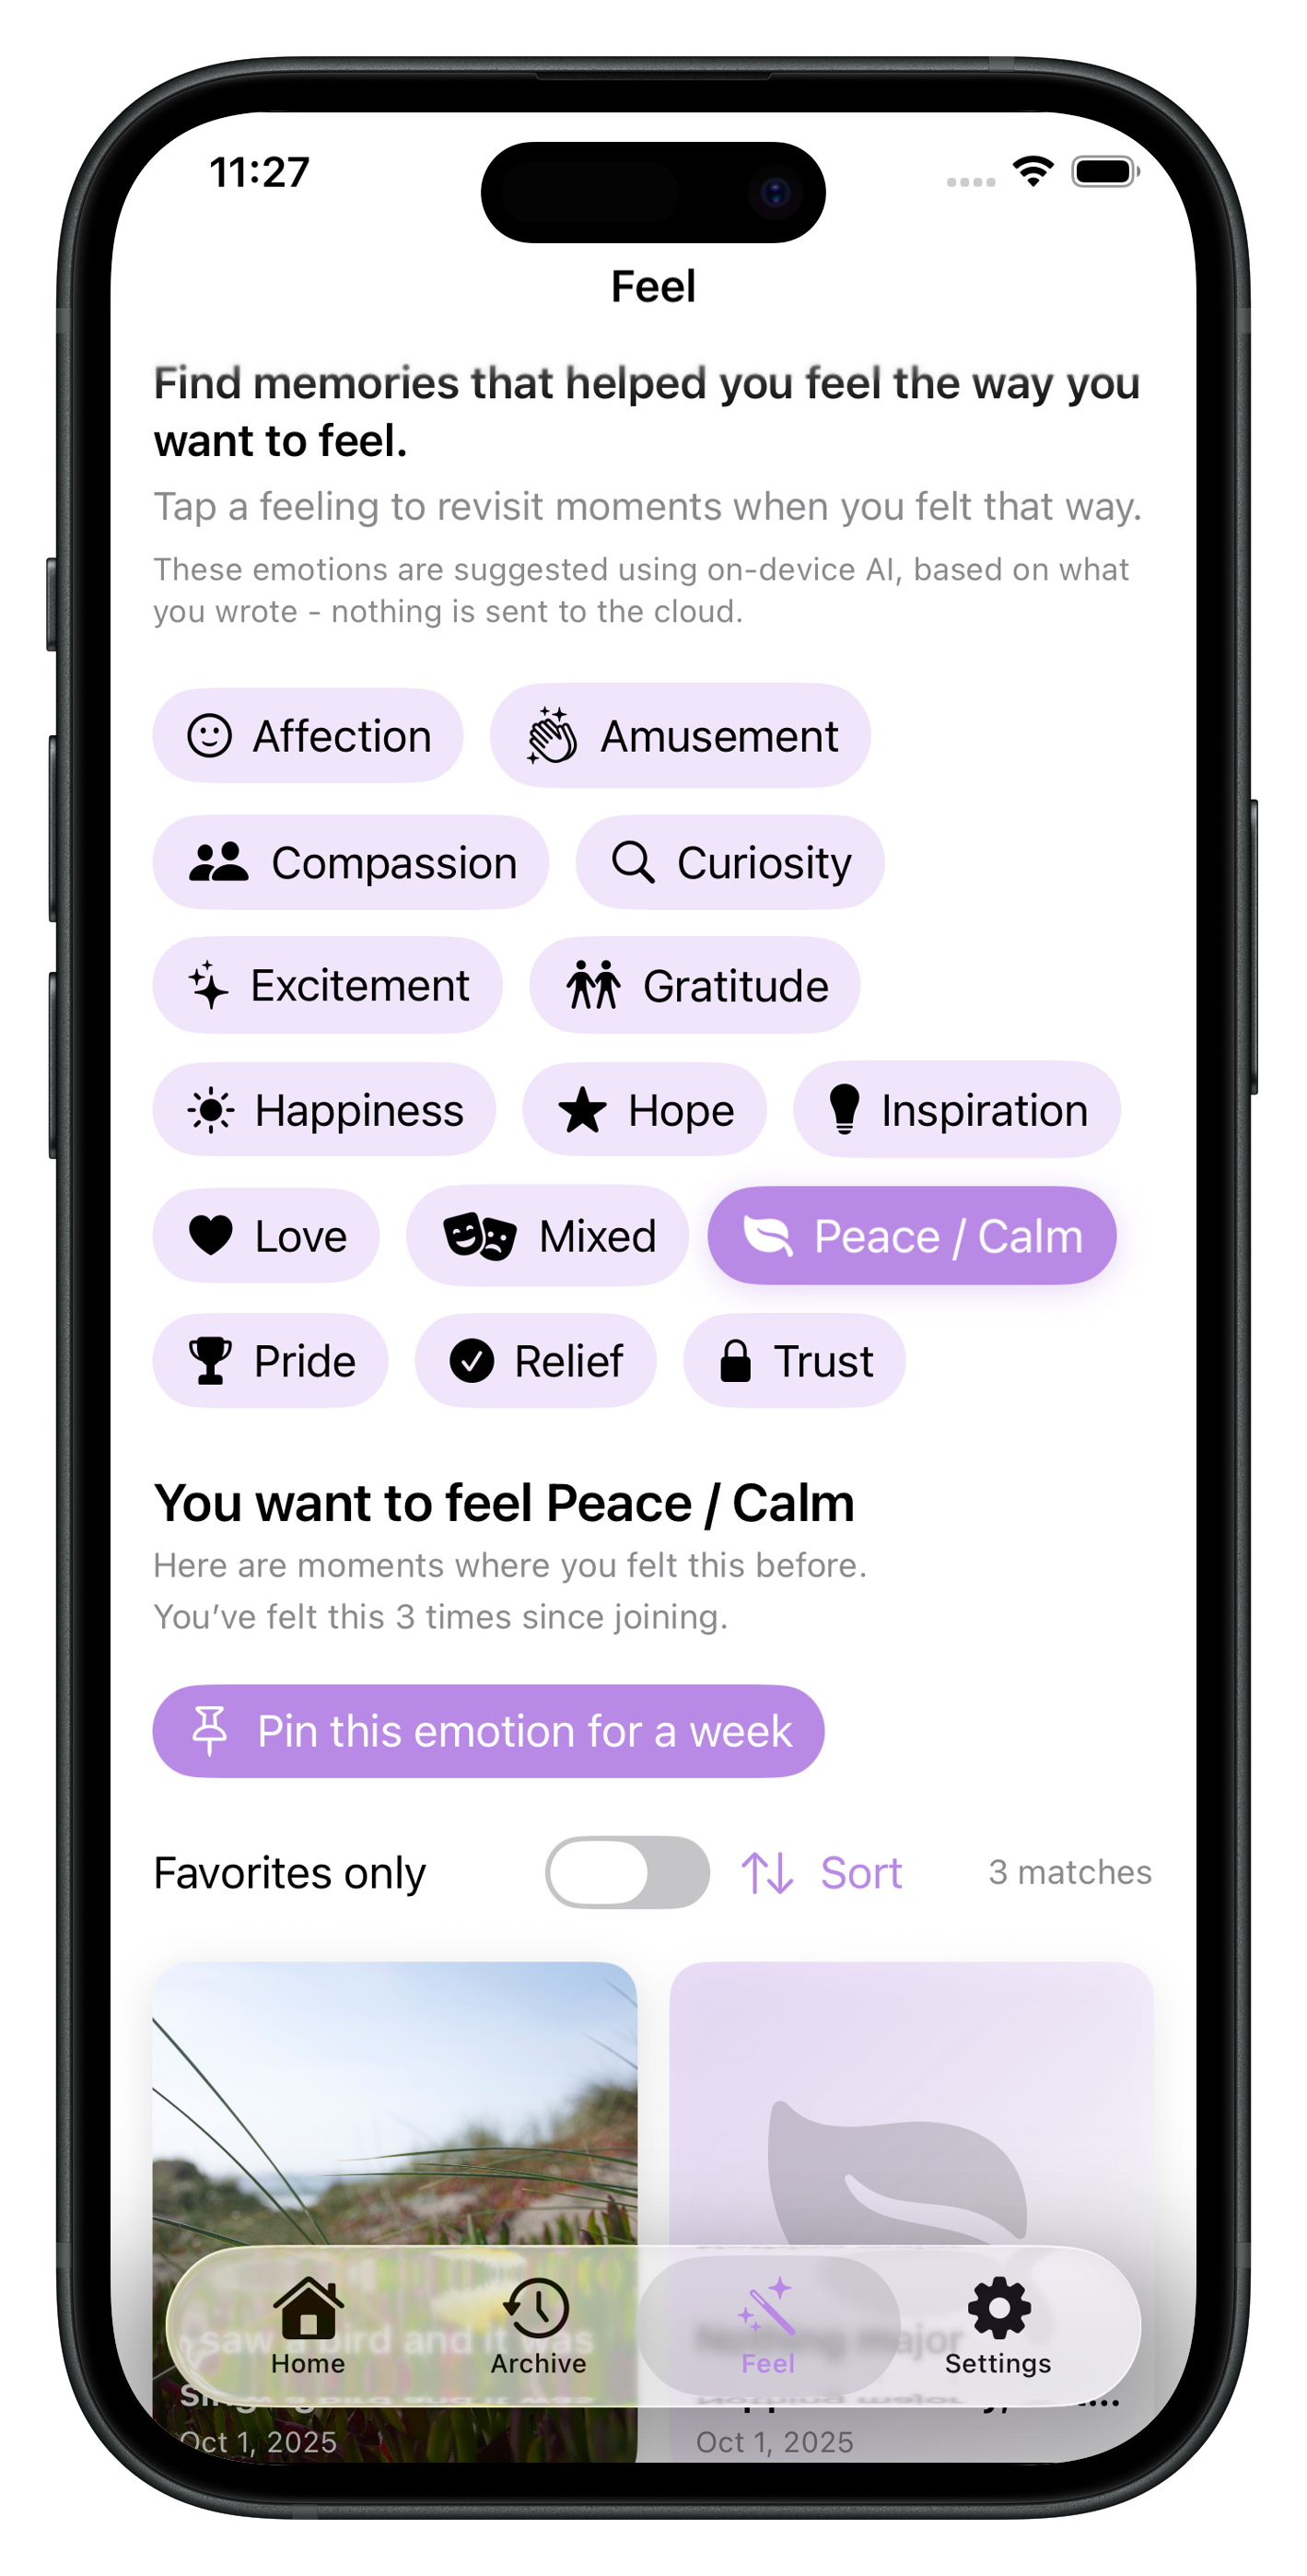 11:27
Feel
Find memories that helped you feel the way you
want to feel.
Tap a feeling to revisit moments when you felt that way.
These emotions are suggested using on-device AI, based on what
you wrote - nothing is sent to the cloud.
Affection Amusement
Compassion Curiosity
Excitement Gratitude
Happiness Hope Inspiration
Love Mixed Peace / Calm
Pride Relief Trust
You want to feel Peace / Calm
Here are moments where you felt this before.
You’ve felt this 3 times since joining.
Pin this emotion for a week
Favorites only Sort 3 matches
saw bird and it was
major
Home Archive Feel Settings
Oct 1, 2025 Oct 1, 2025